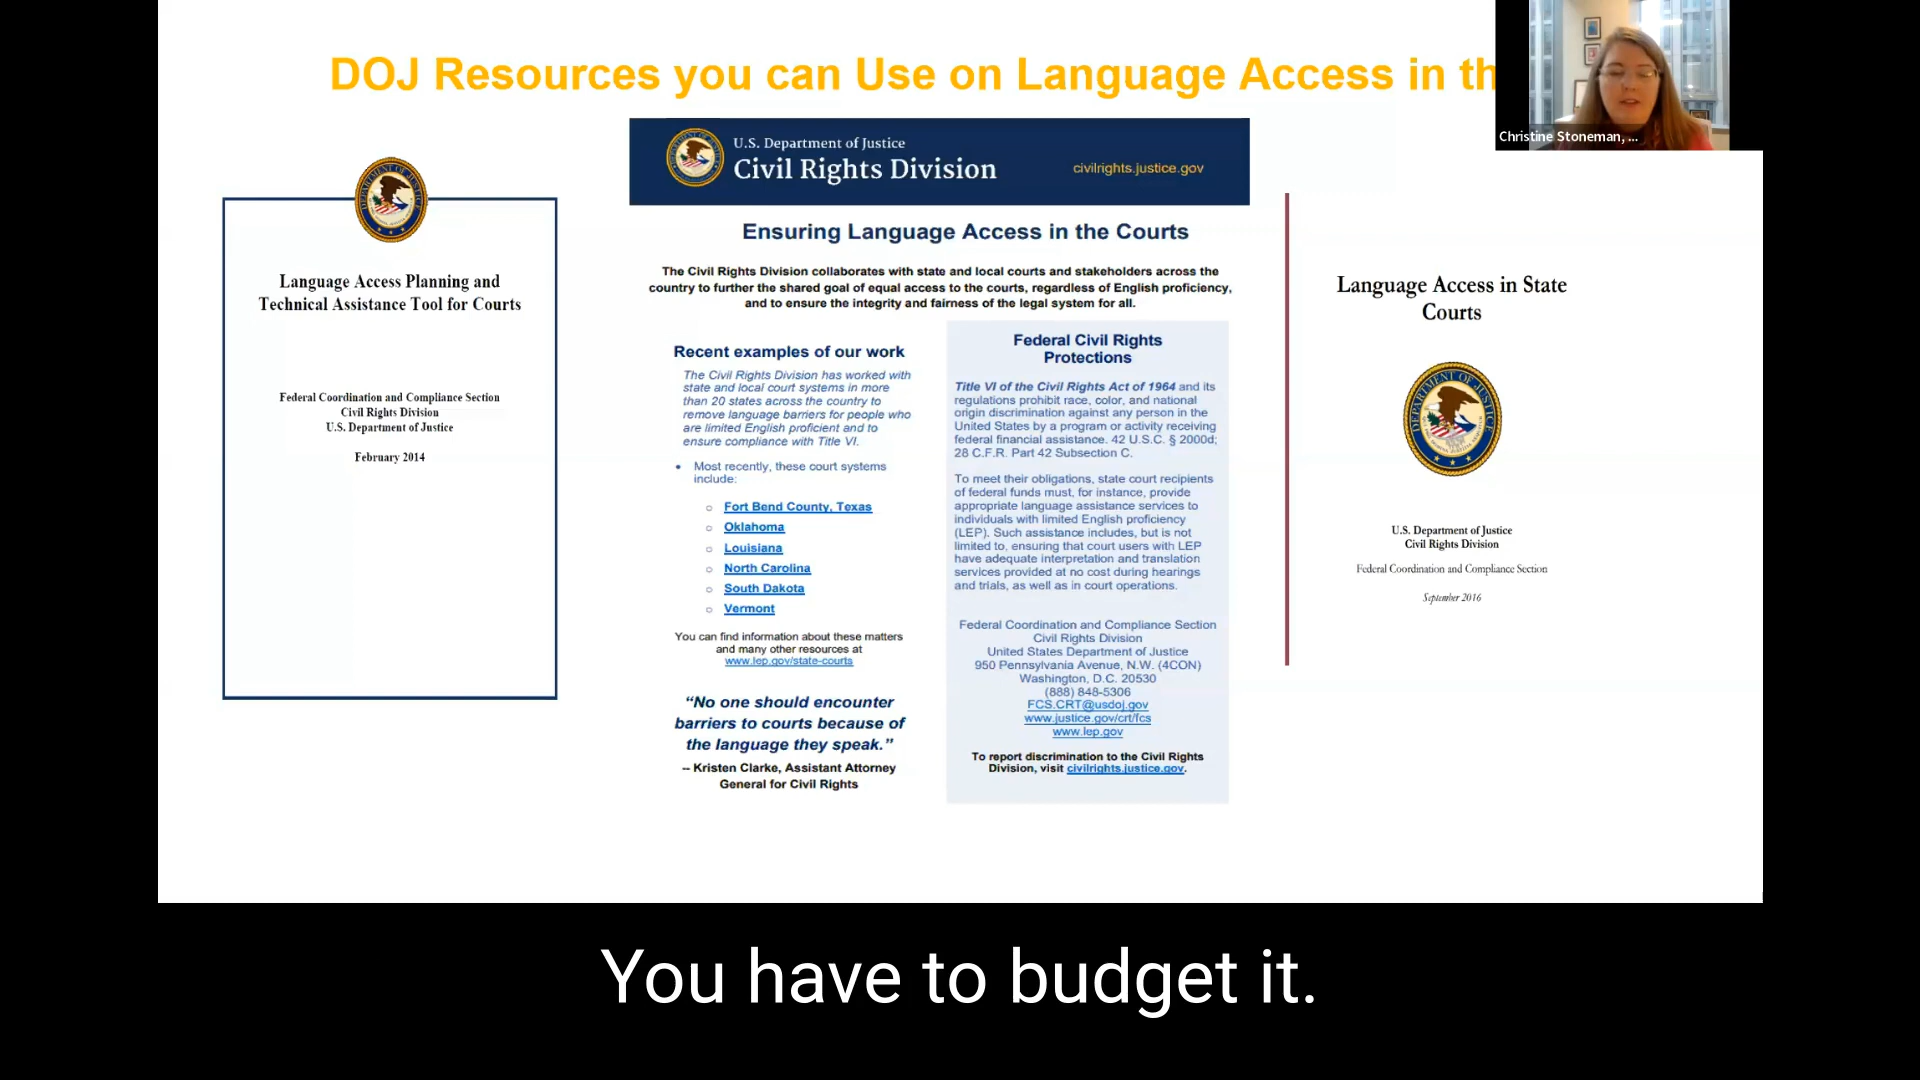 DOJ Resources you can Use on Language Access in th
Christine Stoneman, ...
Language Access Planning and
Technical Assistance Tool for Courts
Federal Coordination and Compliance Section
Civil Rights Division
U.S. Department of Justice
February 2014
U.S. Department of Justice
Civil Rights Division
civilrights.justice.gov
Ensuring Language Access in the Courts
The Civil Rights Division collaborates with state and local courts and stakeholders across the
country to further the shared goal of equal access to the courts, regardless of English proficiency,
and to ensure the integrity and fairness of the legal system for all.
Recent examples of our work
The Civil Rights Division has worked with
state and local court systems in more
than 20 states across the country to
remove language barriers for people who
are limited English proficient and to
ensure compliance with Title VI.
• Most recently, these court systems
include:
○ Fort Bend County, Texas
○ Oklahoma
○ Louisiana
○ North Carolina
○ South Dakota
○ Vermont
You can find information about these matters
and many other resources at
www.lep.gov/state-courts
“No one should encounter
barriers to courts because of
the language they speak.”
-- Kristen Clarke, Assistant Attorney
General for Civil Rights
Federal Civil Rights
Protections
Title VI of the Civil Rights Act of 1964 and its
regulations prohibit race, color, and national
origin discrimination against any person in the
United States by a program or activity receiving
federal financial assistance. 42 U.S.C. § 2000d;
28 C.F.R. Part 42 Subsection C.
To meet their obligations, state court recipients
of federal funds must, for instance, provide
appropriate language assistance services to
individuals with limited English proficiency
(LEP). Such assistance includes, but is not
limited to, ensuring that court users with LEP
have adequate interpretation and translation
services provided at no cost during hearings
and trials, as well as in court operations.
Federal Coordination and Compliance Section
Civil Rights Division
United States Department of Justice
950 Pennsylvania Avenue, N.W. (4CON)
Washington, D.C. 20530
(888) 848-5306
FCS.CRT@usdoj.gov
www.justice.gov/crt/fcs
www.lep.gov
To report discrimination to the Civil Rights
Division, visit civilrights.justice.gov.
Language Access in State
Courts
DEPARTMENT OF JUSTICE
U.S. Department of Justice
Civil Rights Division
Federal Coordination and Compliance Section
September 2016
You have to budget it.